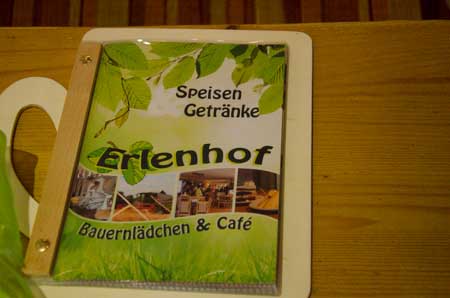 Speisen
Getränke
Erlenhof
Bauernlädchen & Café